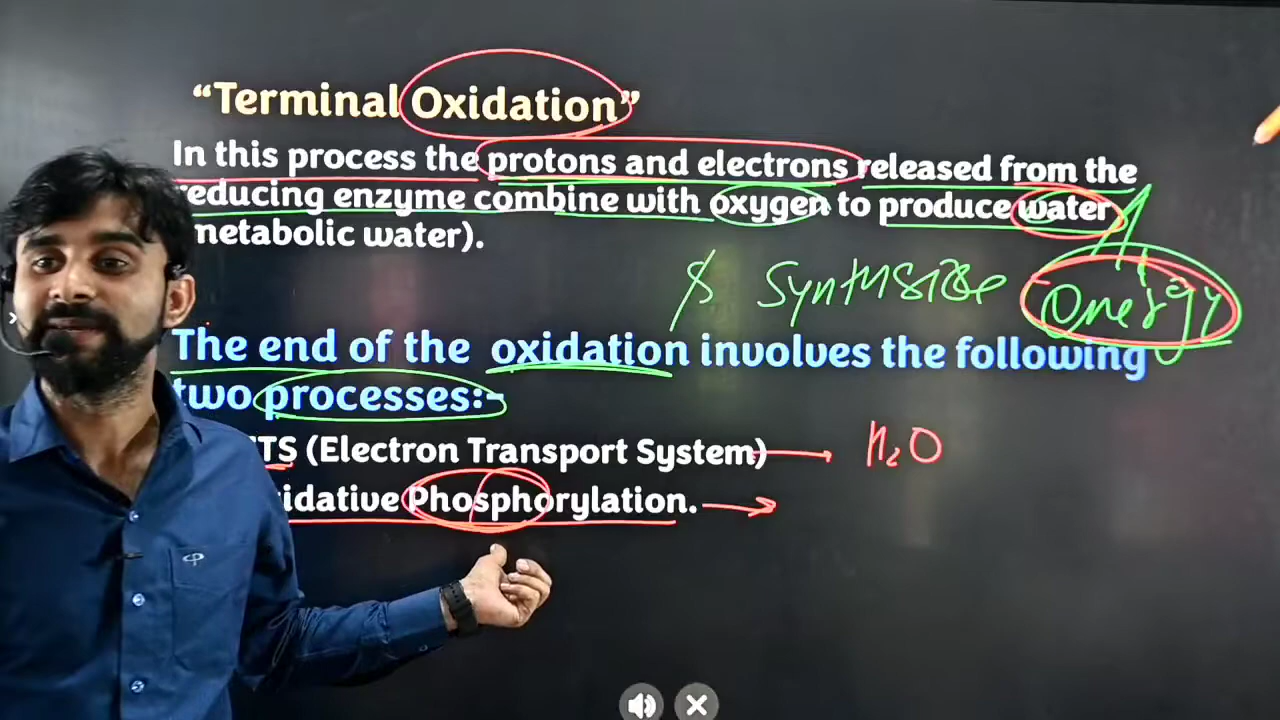 “Terminal Oxidation”
In this process the protons and electrons released from the
reducing enzyme combine with oxygen to produce water
metabolic water).
& Synthesize energy
The end of the oxidation involves the following
two processes:-
ETS (Electron Transport System) → H₂O
idative Phosphorylation. →